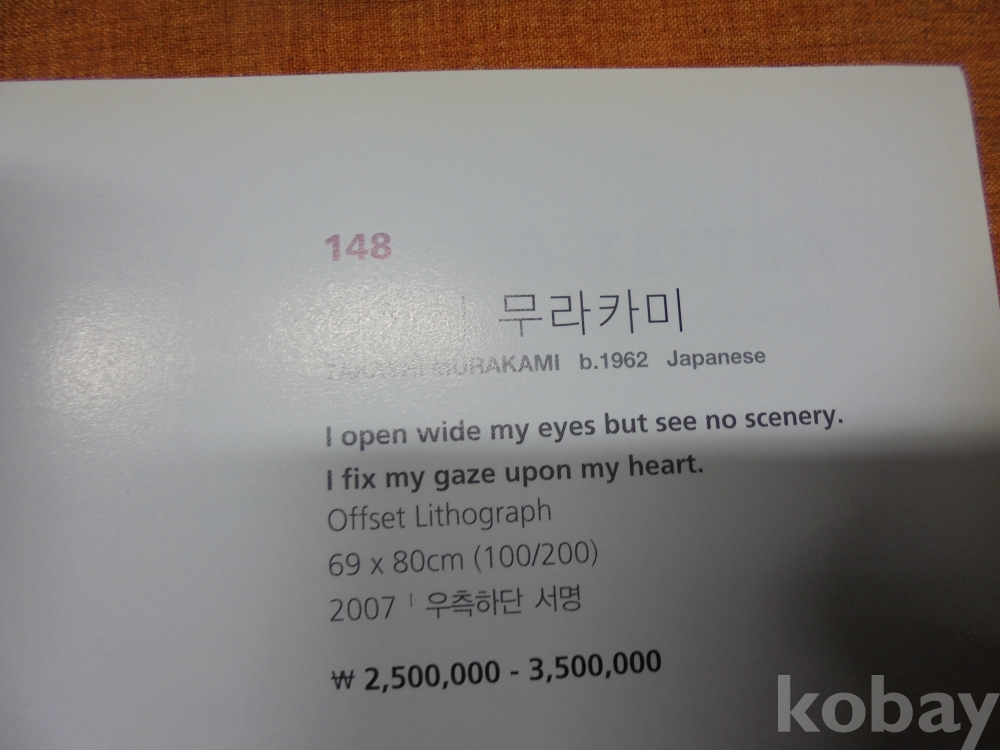 148
무라카미
TAKASHI MURAKAMI b.1962 Japanese
I open wide my eyes but see no scenery.
I fix my gaze upon my heart.
Offset Lithograph
69 x 80cm (100/200)
2007 | 우측하단 서명
₩ 2,500,000 - 3,500,000
kobay